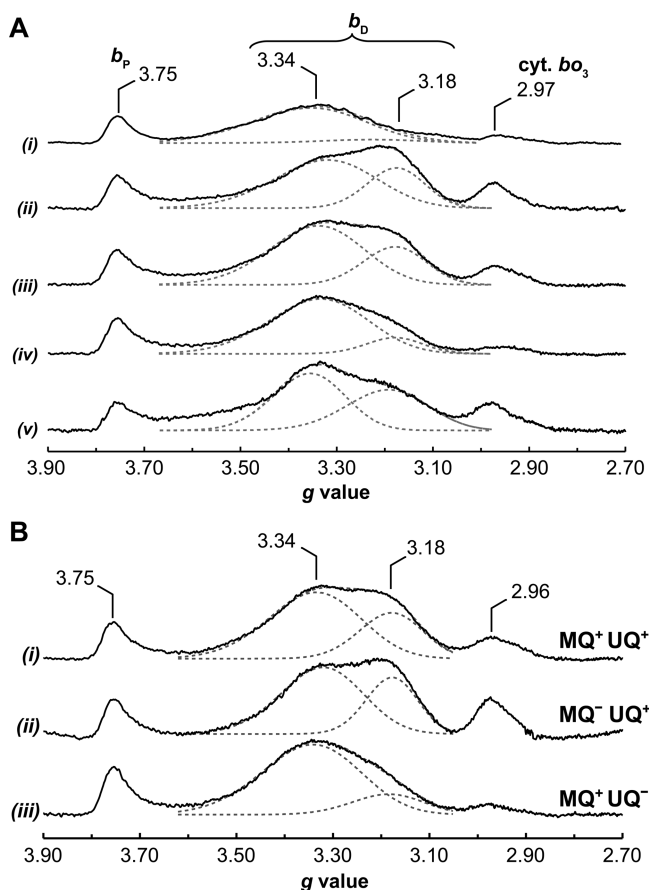 A
b_D
b_P
3.75
3.34
3.18
cyt. bo₃
2.97
(i)
(ii)
(iii)
(iv)
(v)
3.90 3.70 3.50 3.30 3.10 2.90 2.70
g value
B
3.75
3.34
3.18
2.96
(i) MQ⁺ UQ⁺
(ii) MQ⁻ UQ⁺
(iii) MQ⁺ UQ⁻
3.90 3.70 3.50 3.30 3.10 2.90 2.70
g value